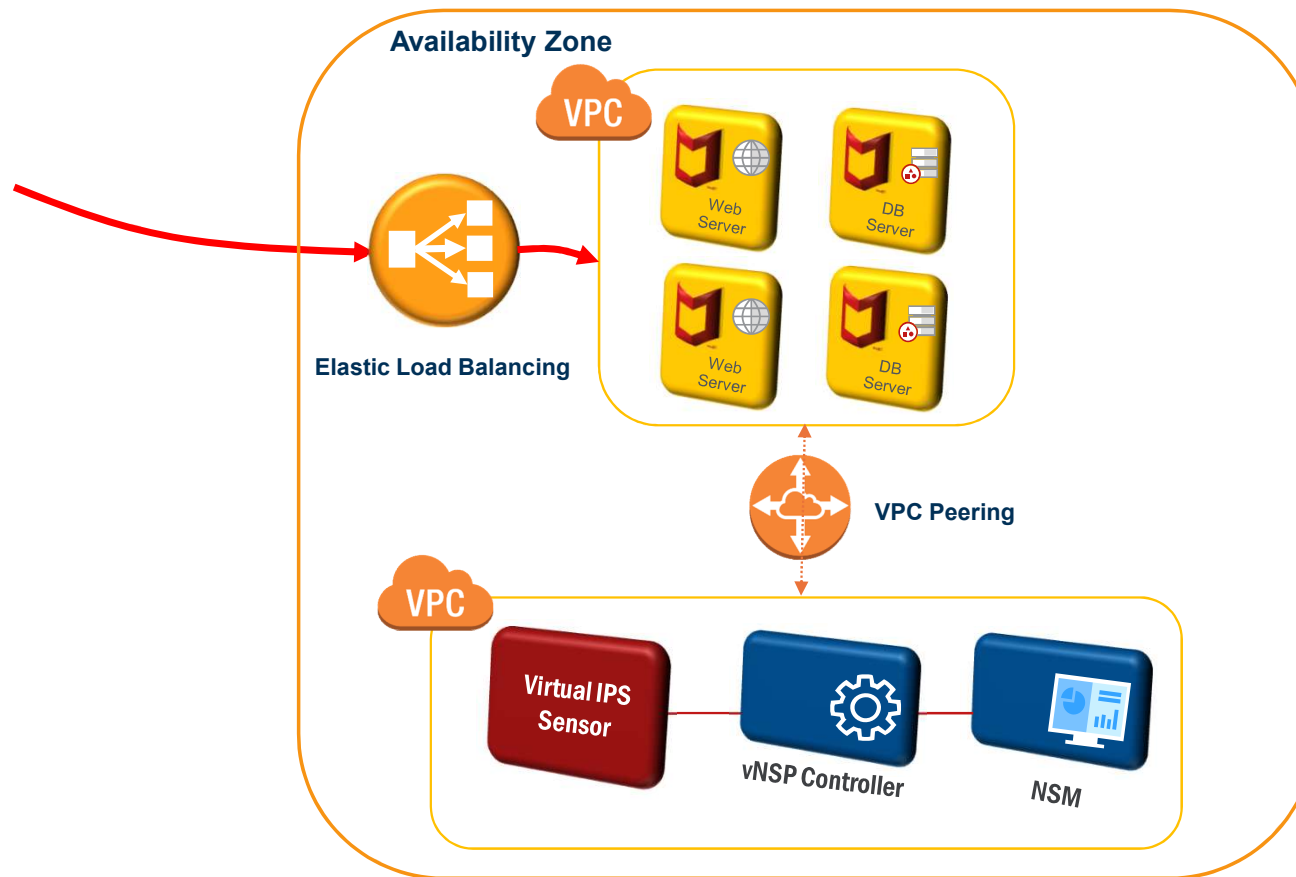 Availability Zone
VPC
Web
Server
DB
Server
Web
Server
DB
Server
Elastic Load Balancing
VPC Peering
VPC
Virtual IPS
Sensor
vNSP Controller
NSM